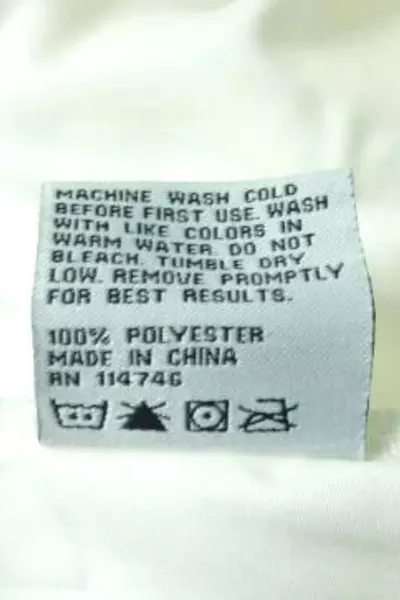 MACHINE WASH COLD
BEFORE FIRST USE. WASH
WITH LIKE COLORS IN
WARM WATER. DO NOT
BLEACH. TUMBLE DRY
LOW. REMOVE PROMPTLY
FOR BEST RESULTS.
100% POLYESTER
MADE IN CHINA
RN 114746